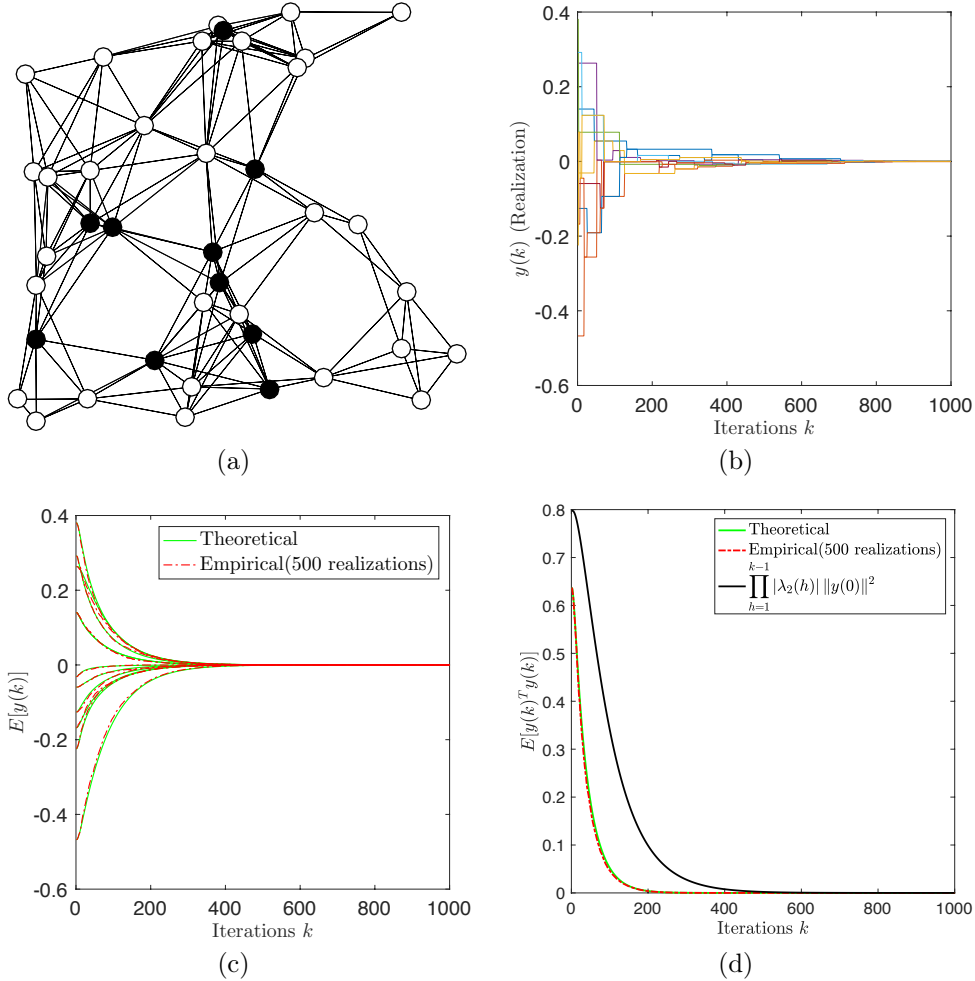 (a)
y(k) (Realization)
0.4
0.2
0
-0.2
-0.4
-0.6
0 200 400 600 800 1000
Iterations k
(b)
E[y(k)]
0.4
0.2
0
-0.2
-0.4
-0.6
Theoretical
Empirical(500 realizations)
0 200 400 600 800 1000
Iterations k
(c)
E[y(k)^T y(k)]
0.8
0.7
0.6
0.5
0.4
0.3
0.2
0.1
0
Theoretical
Empirical(500 realizations)
∏_{h=1}^{k-1} |λ_2(h)| ‖y(0)‖^2
0 200 400 600 800 1000
Iterations k
(d)